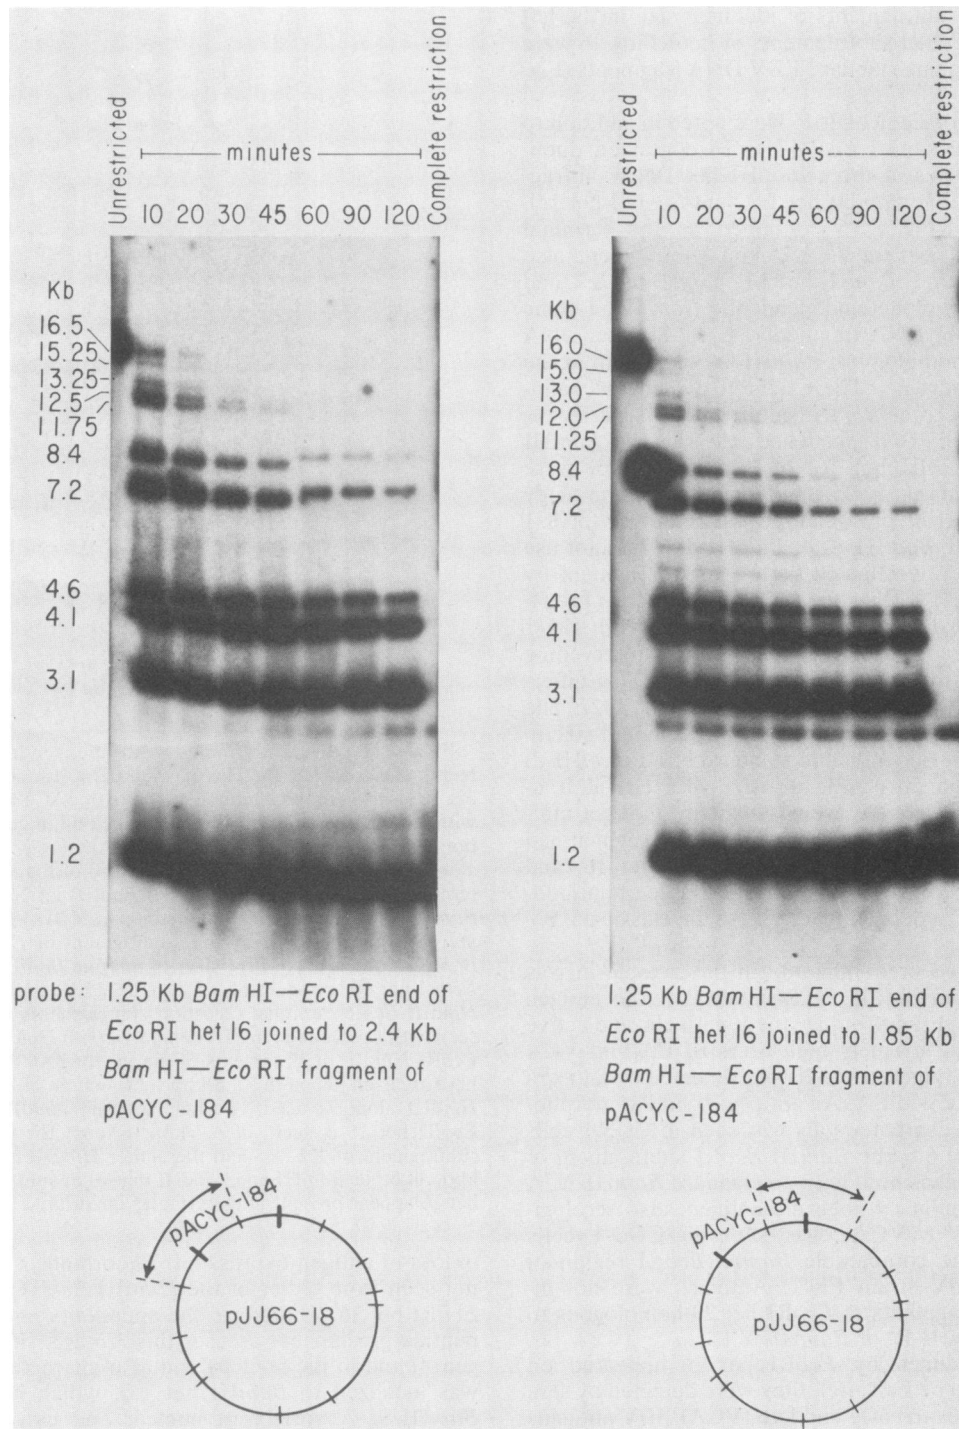 Unrestricted
minutes
Complete restriction
10 20 30 45 60 90 120
Kb
16.5
15.25
13.25
12.5
11.75
8.4
7.2
4.6
4.1
3.1
1.2
probe: 1.25 Kb Bam HI—Eco RI end of
Eco RI het 16 joined to 2.4 Kb
Bam HI—Eco RI fragment of
pACYC-184
pACYC-184
pJJ66-18
Unrestricted
minutes
Complete restriction
10 20 30 45 60 90 120
Kb
16.0
15.0
13.0
12.0
11.25
8.4
7.2
4.6
4.1
3.1
1.2
1.25 Kb Bam HI—Eco RI end of
Eco RI het 16 joined to 1.85 Kb
Bam HI—Eco RI fragment of
pACYC-184
pACYC-184
pJJ66-18